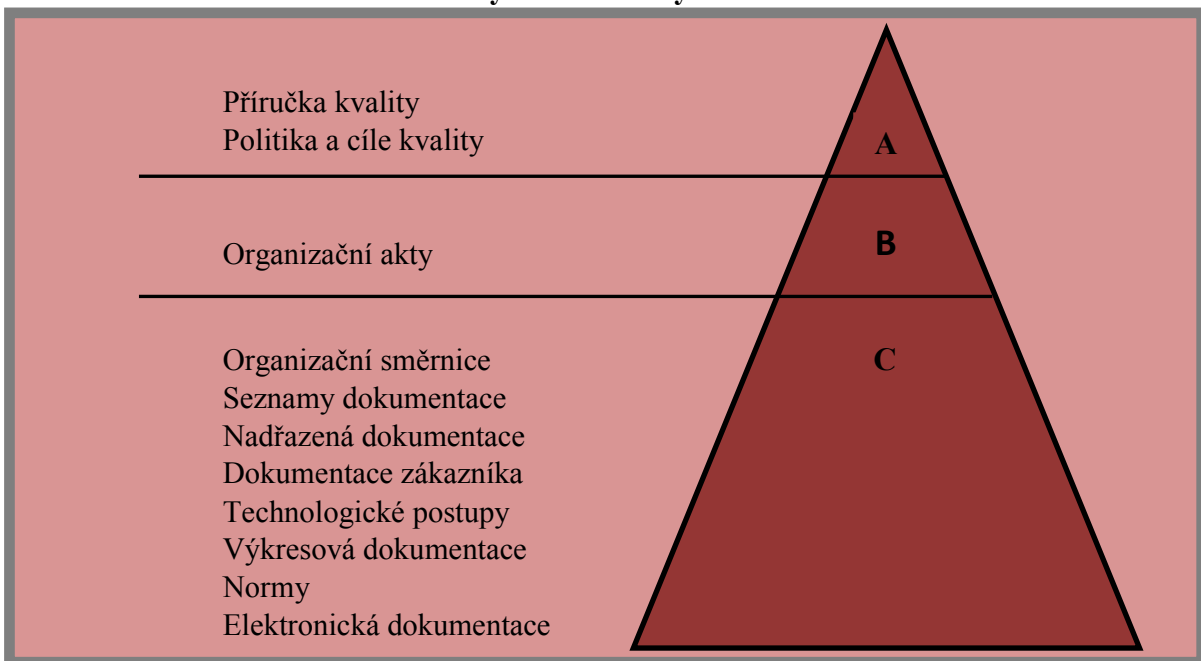 Příručka kvality
Politika a cíle kvality
A
Organizační akty
B
Organizační směrnice
C
Seznamy dokumentace
Nadřazená dokumentace
Dokumentace zákazníka
Technologické postupy
Výkresová dokumentace
Normy
Elektronická dokumentace